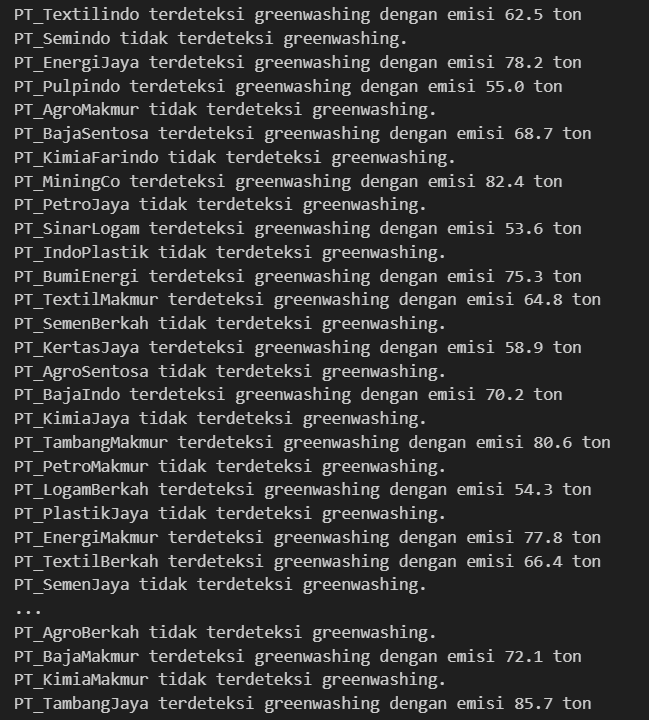 PT_Textilindo terdeteksi greenwashing dengan emisi 62.5 ton
PT_Semindo tidak terdeteksi greenwashing.
PT_EnergiJaya terdeteksi greenwashing dengan emisi 78.2 ton
PT_Pulpindo terdeteksi greenwashing dengan emisi 55.0 ton
PT_AgroMakmur tidak terdeteksi greenwashing.
PT_BajaSentosa terdeteksi greenwashing dengan emisi 68.7 ton
PT_KimiaFarindo tidak terdeteksi greenwashing.
PT_MiningCo terdeteksi greenwashing dengan emisi 82.4 ton
PT_PetroJaya tidak terdeteksi greenwashing.
PT_SinarLogam terdeteksi greenwashing dengan emisi 53.6 ton
PT_IndoPlastik tidak terdeteksi greenwashing.
PT_BumiEnergi terdeteksi greenwashing dengan emisi 75.3 ton
PT_TextilMakmur terdeteksi greenwashing dengan emisi 64.8 ton
PT_SemenBerkah tidak terdeteksi greenwashing.
PT_KertasJaya terdeteksi greenwashing dengan emisi 58.9 ton
PT_AgroSentosa tidak terdeteksi greenwashing.
PT_BajaIndo terdeteksi greenwashing dengan emisi 70.2 ton
PT_KimiaJaya tidak terdeteksi greenwashing.
PT_TambangMakmur terdeteksi greenwashing dengan emisi 80.6 ton
PT_PetroMakmur tidak terdeteksi greenwashing.
PT_LogamBerkah terdeteksi greenwashing dengan emisi 54.3 ton
PT_PlastikJaya tidak terdeteksi greenwashing.
PT_EnergiMakmur terdeteksi greenwashing dengan emisi 77.8 ton
PT_TextilBerkah terdeteksi greenwashing dengan emisi 66.4 ton
PT_SemenJaya tidak terdeteksi greenwashing.
...
PT_AgroBerkah tidak terdeteksi greenwashing.
PT_BajaMakmur terdeteksi greenwashing dengan emisi 72.1 ton
PT_KimiaMakmur tidak terdeteksi greenwashing.
PT_TambangJaya terdeteksi greenwashing dengan emisi 85.7 ton